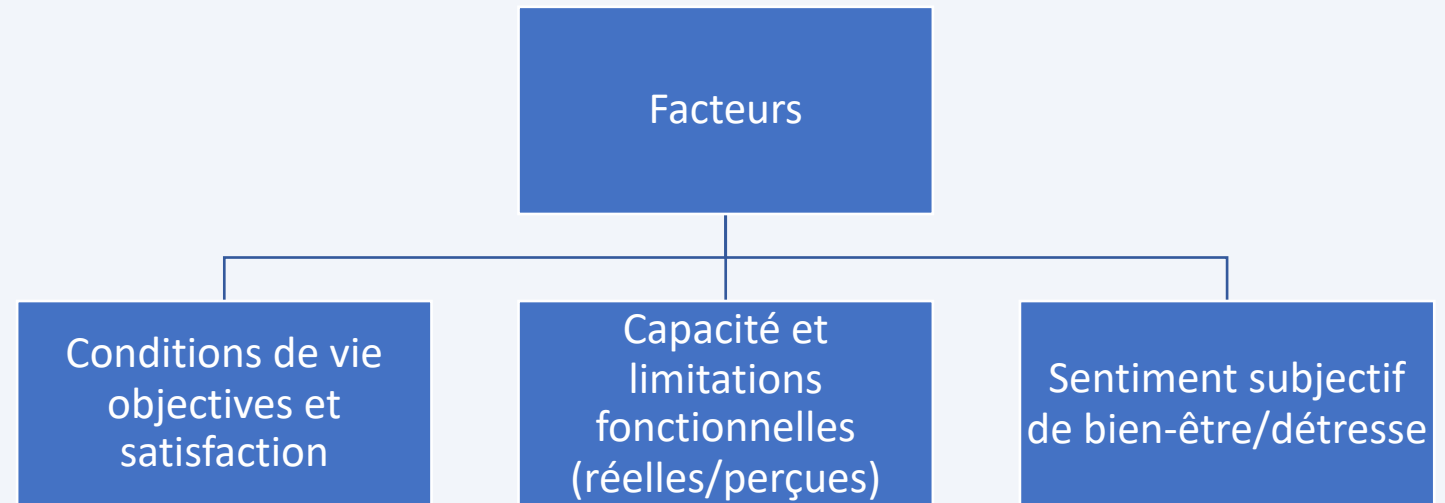 Facteurs
Conditions de vie
objectives et
satisfaction
Capacité et
limitations
fonctionnelles
(réelles/perçues)
Sentiment subjectif
de bien-être/détresse